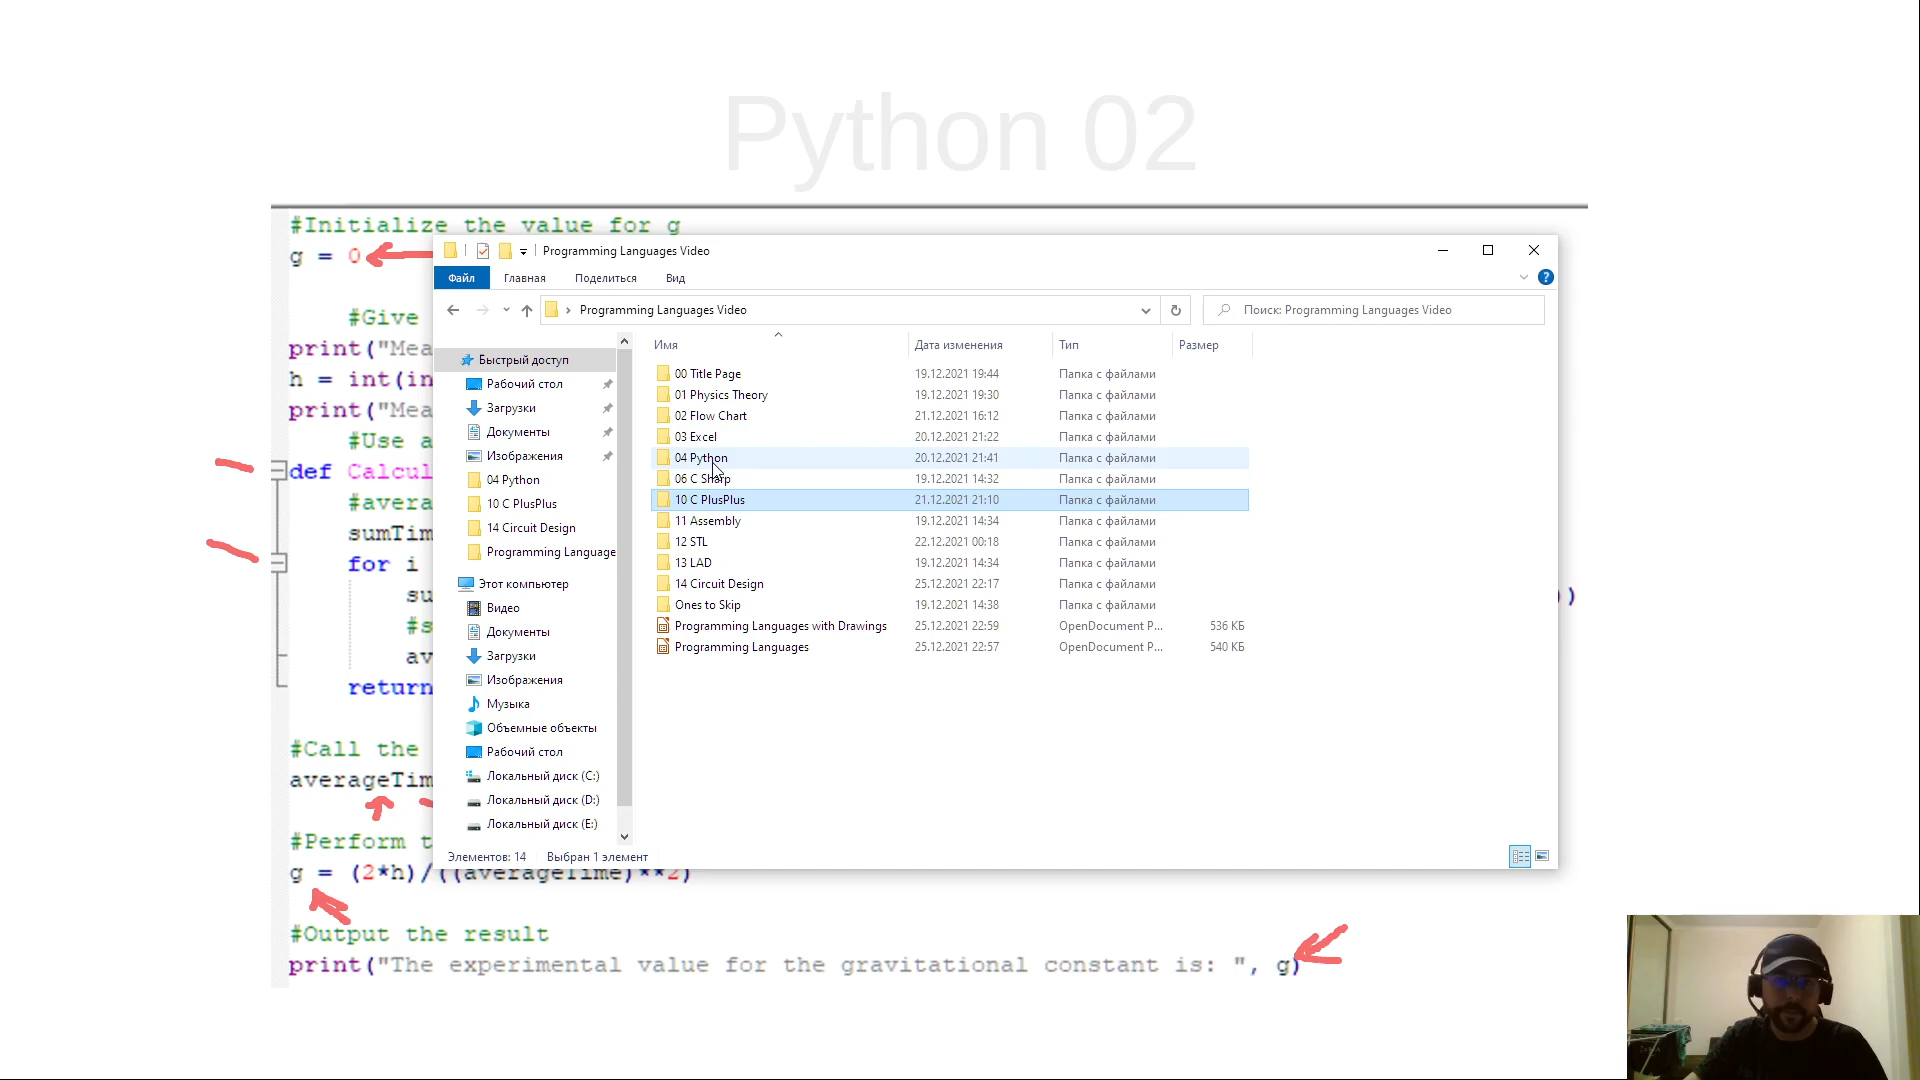 Python 02
#Initialize the value for g
g = 0
#Give
print("Mea
h = int(in
print("Mea
#Use a
def Calcul
#avera
sumTim
for i
su
))
#s
av
return
#Call the
averageTim
#Perform t
g = (2*h)/((averageTime)**2)
#Output the result
print("The experimental value for the gravitational constant is: ", g)
Programming Languages Video
Файл Главная Поделиться Вид
?
Programming Languages Video
Поиск: Programming Languages Video
Быстрый доступ
Рабочий стол
Загрузки
Документы
Изображения
04 Python
10 C PlusPlus
14 Circuit Design
Programming Language
Этот компьютер
Видео
Документы
Загрузки
Изображения
Музыка
Объемные объекты
Рабочий стол
Локальный диск (C:)
Локальный диск (D:)
Локальный диск (E:)
Имя Дата изменения Тип Размер
00 Title Page 19.12.2021 19:44 Папка с файлами
01 Physics Theory 19.12.2021 19:30 Папка с файлами
02 Flow Chart 21.12.2021 16:12 Папка с файлами
03 Excel 20.12.2021 21:22 Папка с файлами
04 Python 20.12.2021 21:41 Папка с файлами
06 C Sharp 19.12.2021 14:32 Папка с файлами
10 C PlusPlus 21.12.2021 21:10 Папка с файлами
11 Assembly 19.12.2021 14:34 Папка с файлами
12 STL 22.12.2021 00:18 Папка с файлами
13 LAD 19.12.2021 14:34 Папка с файлами
14 Circuit Design 25.12.2021 22:17 Папка с файлами
Ones to Skip 19.12.2021 14:38 Папка с файлами
Programming Languages with Drawings 25.12.2021 22:59 OpenDocument P... 536 КБ
Programming Languages 25.12.2021 22:57 OpenDocument P... 540 КБ
Элементов: 14 Выбран 1 элемент